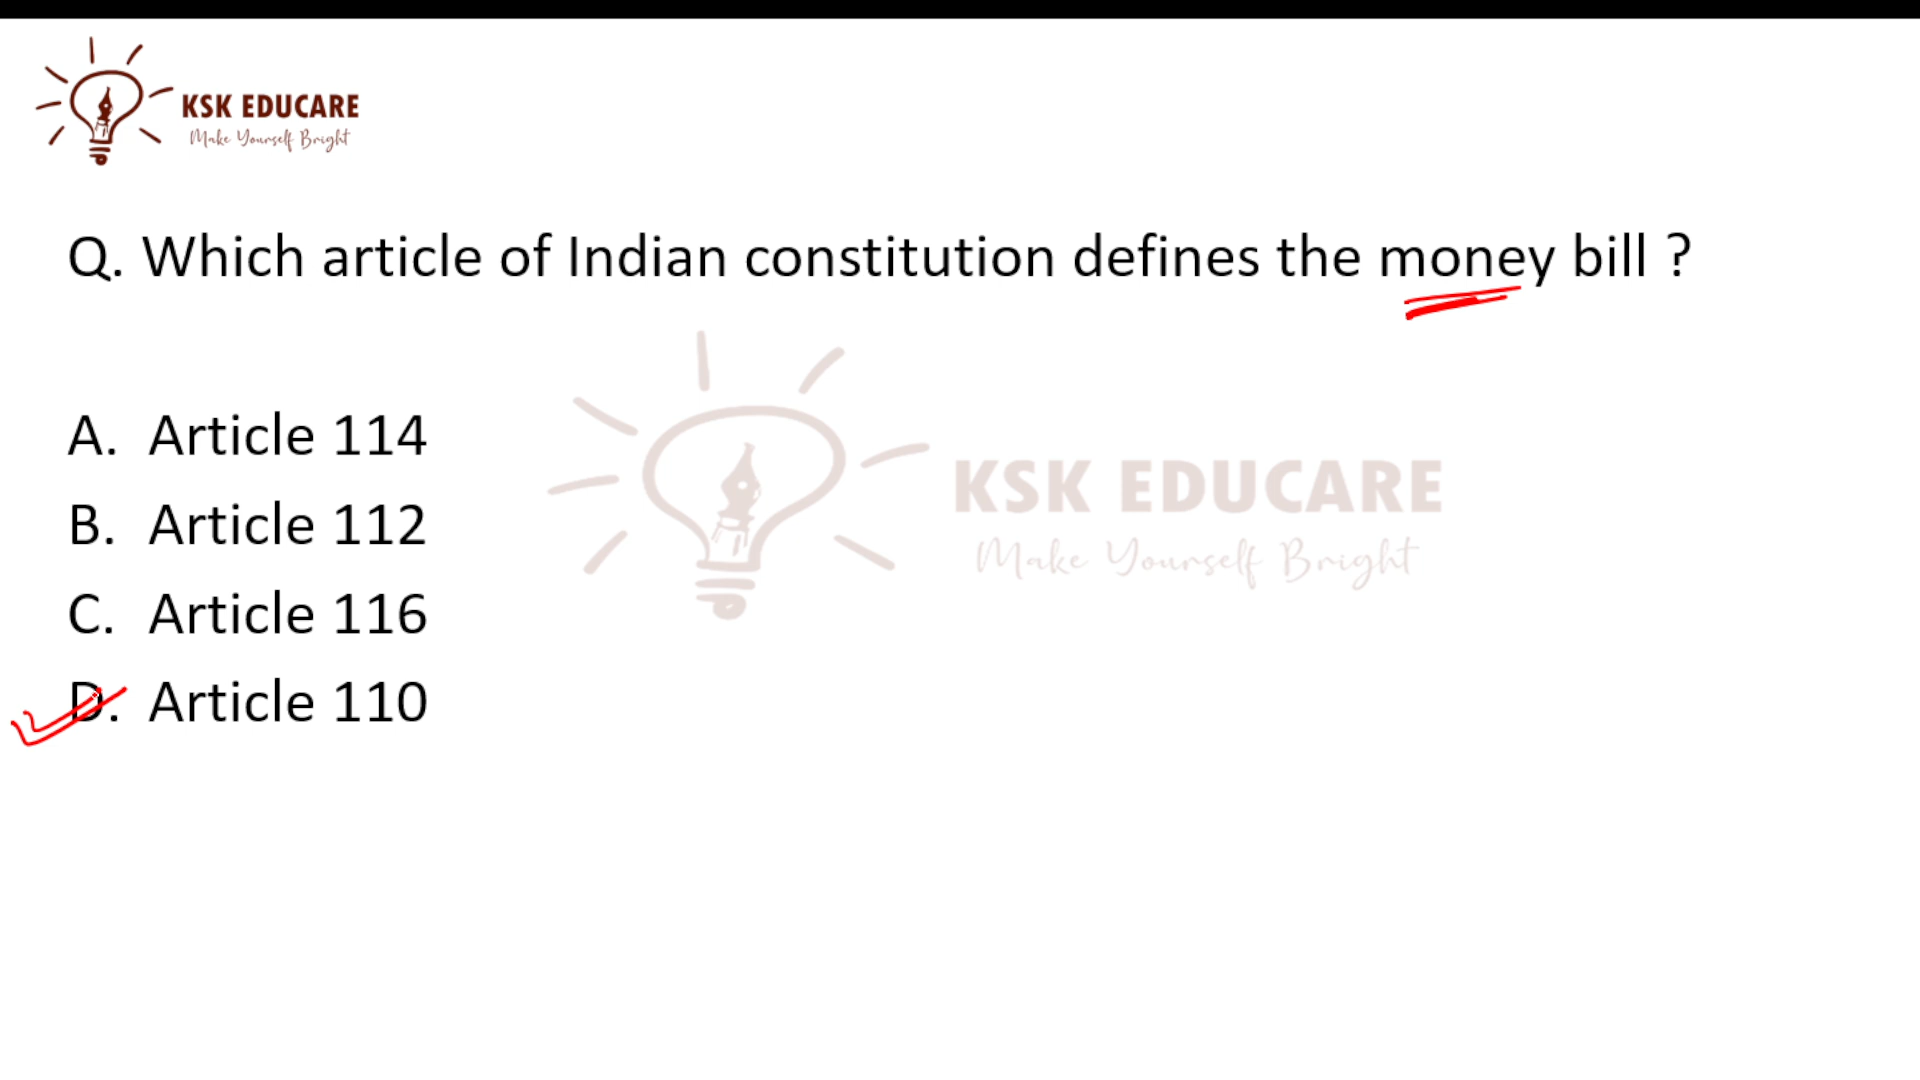 KSK EDUCARE
Make Yourself Bright
Q. Which article of Indian constitution defines the money bill ?
A. Article 114
B. Article 112
C. Article 116
D. Article 110
KSK EDUCARE
Make Yourself Bright